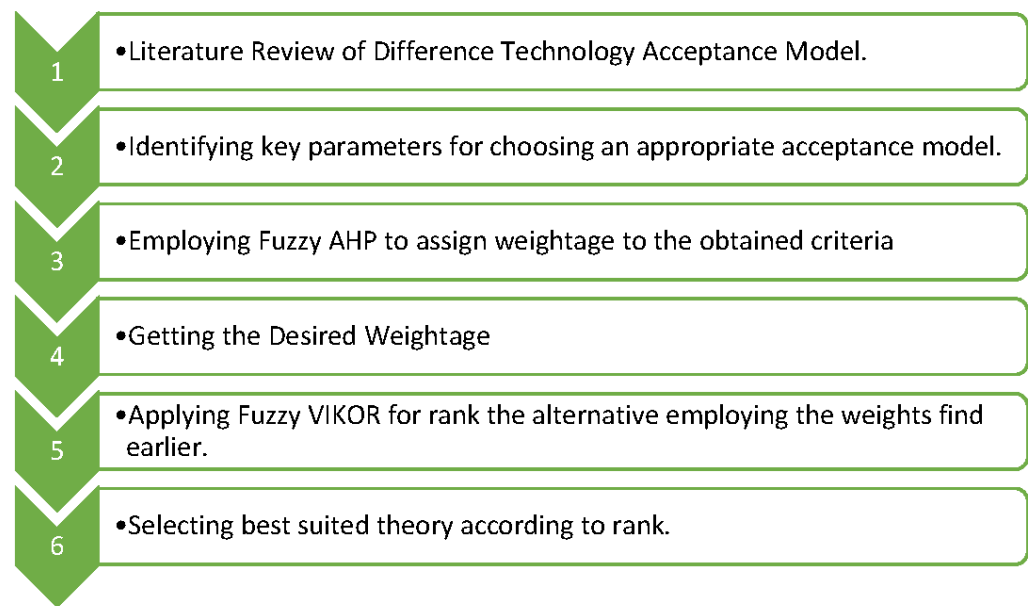 1
•Literature Review of Difference Technology Acceptance Model.
2
•Identifying key parameters for choosing an appropriate acceptance model.
3
•Employing Fuzzy AHP to assign weightage to the obtained criteria
4
•Getting the Desired Weightage
5
•Applying Fuzzy VIKOR for rank the alternative employing the weights find
earlier.
6
•Selecting best suited theory according to rank.